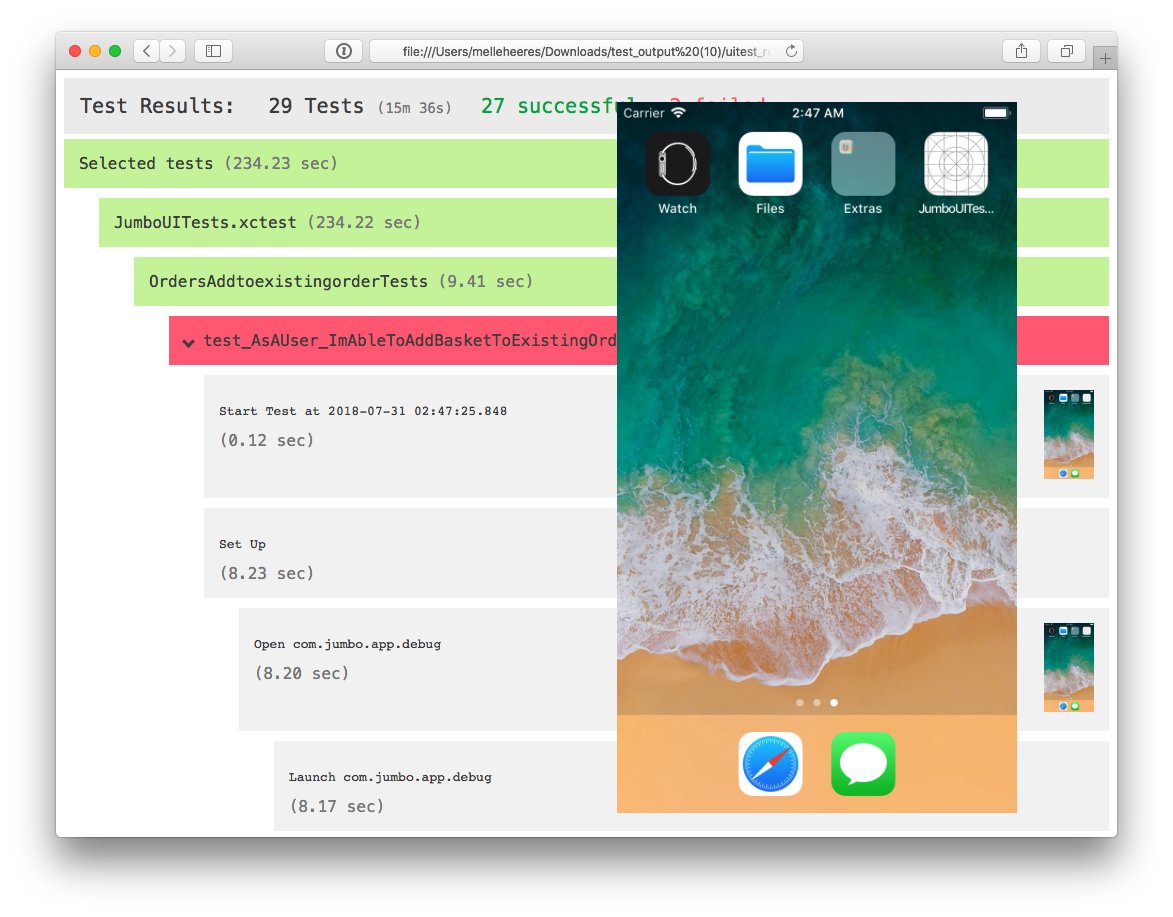 file:///Users/melleheeres/Downloads/test_output%20(10)/uitest_r
Test Results: 29 Tests (15m 36s) 27 successful 2 failed
Carrier 2:47 AM
Selected tests (234.23 sec)
Watch Files Extras JumboUITes...
JumboUITests.xctest (234.22 sec)
OrdersAddtoexistingorderTests (9.41 sec)
test_AsAUser_ImAbleToAddBasketToExistingOrd
Start Test at 2018-07-31 02:47:25.848
(0.12 sec)
Set Up
(8.23 sec)
Open com.jumbo.app.debug
(8.20 sec)
Launch com.jumbo.app.debug
(8.17 sec)